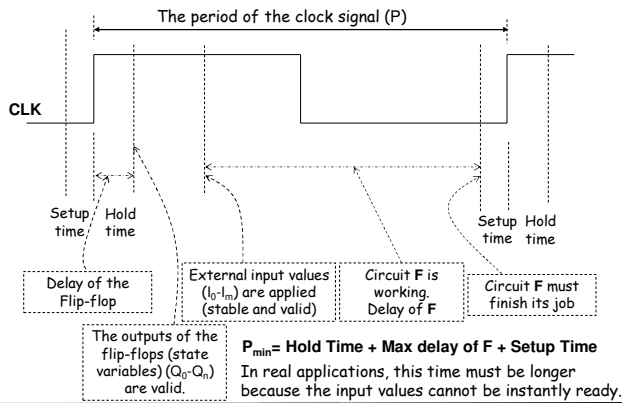 The period of the clock signal (P)
CLK
Setup
time
Hold
time
Setup
time
Hold
time
Delay of the
Flip-flop
External input values
(I₀-Iₘ) are applied
(stable and valid)
Circuit F is
working.
Delay of F
Circuit F must
finish its job
The outputs of the
flip-flops (state
variables) (Q₀-Qₙ)
are valid.
Pₘᵢₙ= Hold Time + Max delay of F + Setup Time
In real applications, this time must be longer
because the input values cannot be instantly ready.